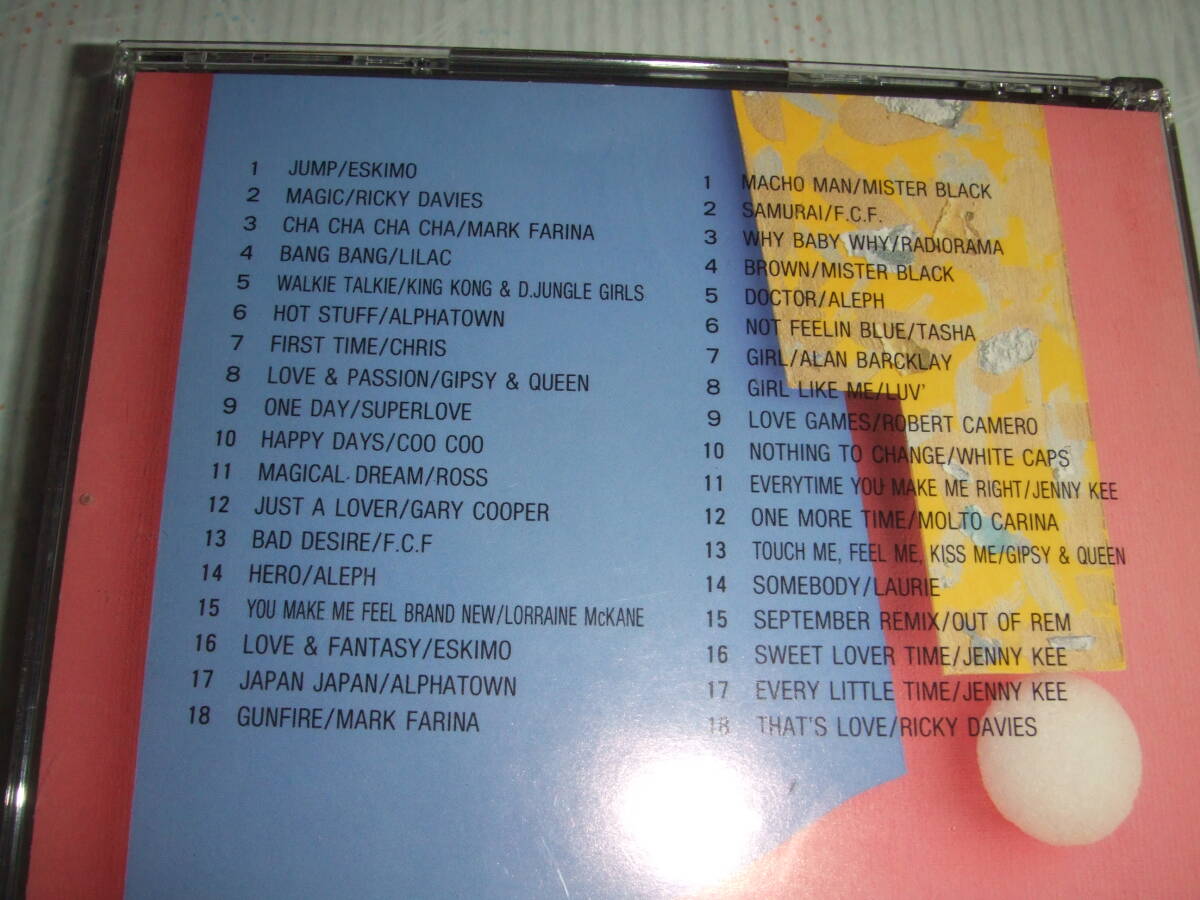 1 JUMP/ESKIMO
2 MAGIC/RICKY DAVIES
3 CHA CHA CHA CHA/MARK FARINA
4 BANG BANG/LILAC
5 WALKIE TALKIE/KING KONG & D.JUNGLE GIRLS
6 HOT STUFF/ALPHATOWN
7 FIRST TIME/CHRIS
8 LOVE & PASSION/GIPSY & QUEEN
9 ONE DAY/SUPERLOVE
10 HAPPY DAYS/COO COO
11 MAGICAL DREAM/ROSS
12 JUST A LOVER/GARY COOPER
13 BAD DESIRE/F.C.F
14 HERO/ALEPH
15 YOU MAKE ME FEEL BRAND NEW/LORRAINE McKANE
16 LOVE & FANTASY/ESKIMO
17 JAPAN JAPAN/ALPHATOWN
18 GUNFIRE/MARK FARINA
1 MACHO MAN/MISTER BLACK
2 SAMURAI/F.C.F.
3 WHY BABY WHY/RADIORAMA
4 BROWN/MISTER BLACK
5 DOCTOR/ALEPH
6 NOT FEELIN BLUE/TASHA
7 GIRL/ALAN BARCKLAY
8 GIRL LIKE ME/LUV'
9 LOVE GAMES/ROBERT CAMERO
10 NOTHING TO CHANGE/WHITE CAPS
11 EVERYTIME YOU MAKE ME RIGHT/JENNY KEE
12 ONE MORE TIME/MOLTO CARINA
13 TOUCH ME, FEEL ME, KISS ME/GIPSY & QUEEN
14 SOMEBODY/LAURIE
15 SEPTEMBER REMIX/OUT OF REM
16 SWEET LOVER TIME/JENNY KEE
17 EVERY LITTLE TIME/JENNY KEE
18 THAT'S LOVE/RICKY DAVIES